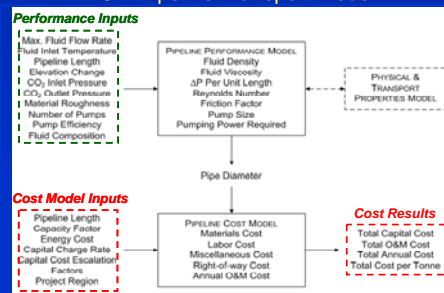 Performance Inputs
Max. Fluid Flow Rate
Fluid Inlet Temperature
Pipeline Length
Elevation Change
CO2 Inlet Pressure
CO2 Outlet Pressure
Material Roughness
Number of Pumps
Pump Efficiency
Fluid Composition
PIPELINE PERFORMANCE MODEL
Fluid Density
Fluid Viscosity
ΔP Per Unit Length
Reynolds Number
Friction Factor
Pump Size
Pumping Power Required
PHYSICAL &
TRANSPORT
PROPERTIES MODEL
Pipe Diameter
Cost Model Inputs
Pipeline Length
Capacity Factor
Energy Cost
Capital Charge Rate
Capital Cost Escalation
Factors
Project Region
PIPELINE COST MODEL
Materials Cost
Labor Cost
Miscellaneous Cost
Right-of-way Cost
Annual O&M Cost
Cost Results
Total Capital Cost
Total O&M Cost
Total Annual Cost
Total Cost per Tonne